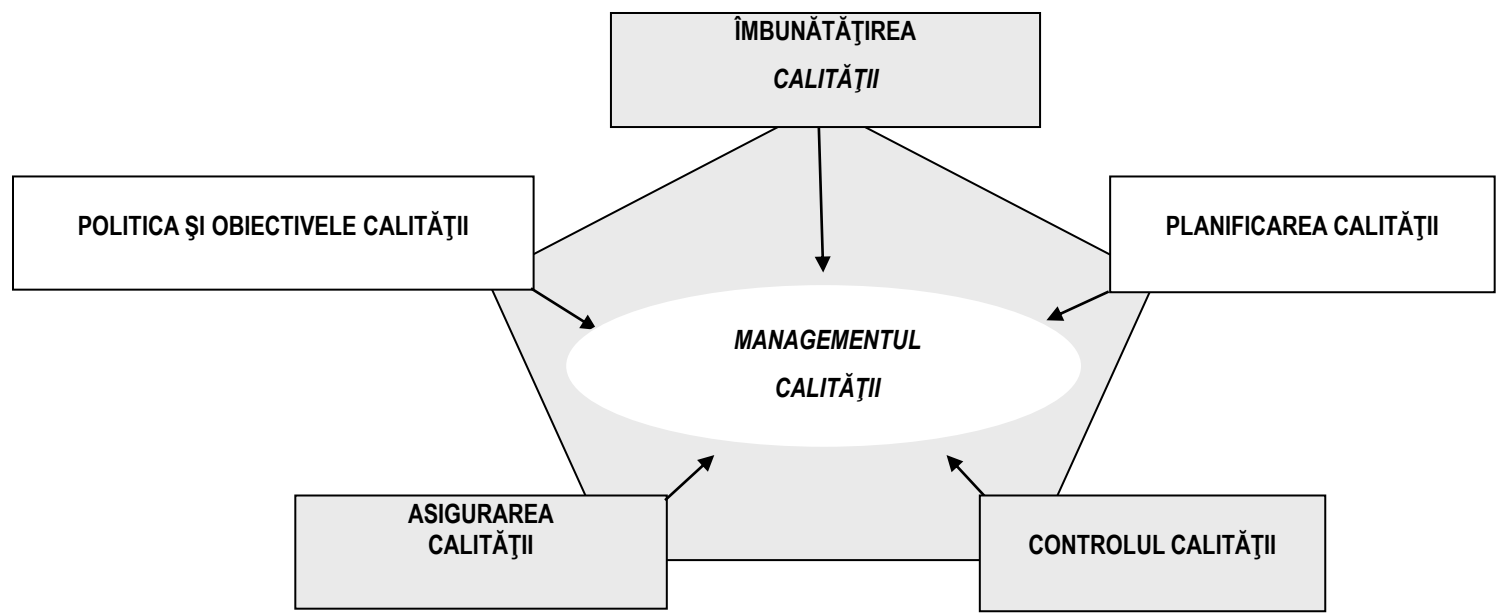 ÎMBUNĂTĂŢIREA
CALITĂŢII
POLITICA ŞI OBIECTIVELE CALITĂŢII
PLANIFICAREA CALITĂŢII
MANAGEMENTUL
CALITĂŢII
ASIGURAREA
CALITĂŢII
CONTROLUL CALITĂŢII